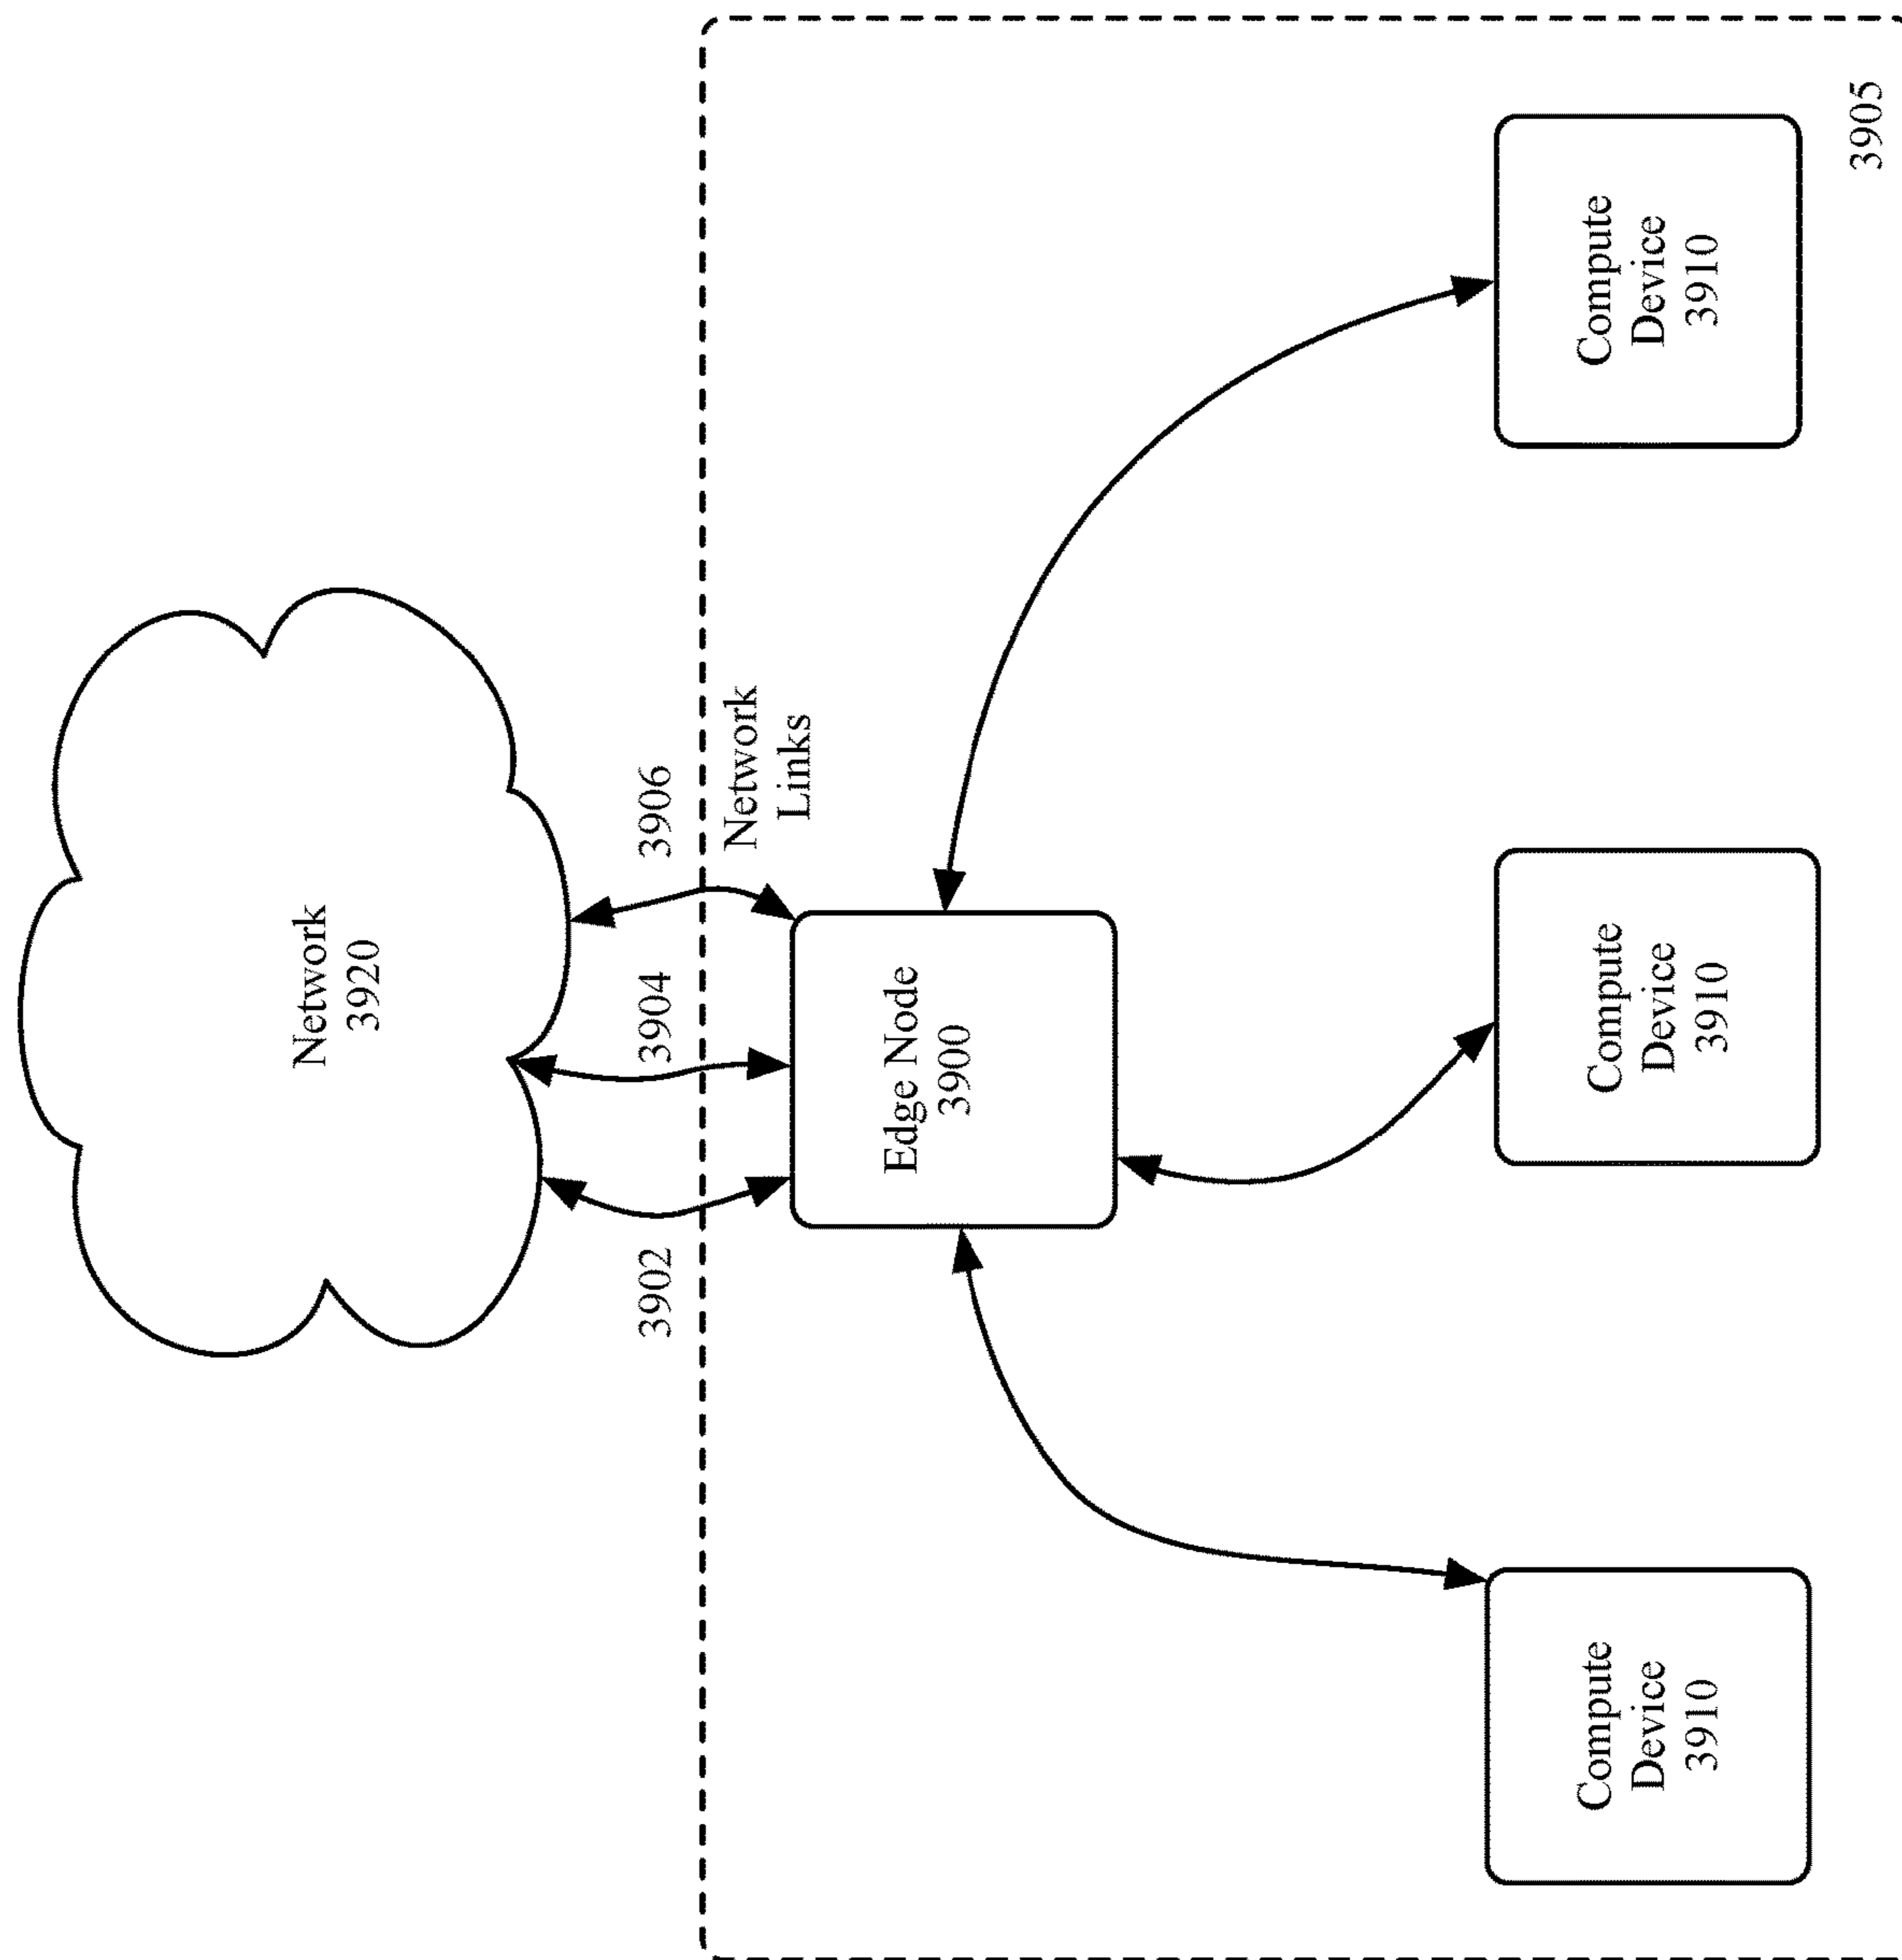 Network
3920
3902
3904
3906
Network
Links
Edge Node
3900
Compute
Device
3910
Compute
Device
3910
Compute
Device
3910
3905